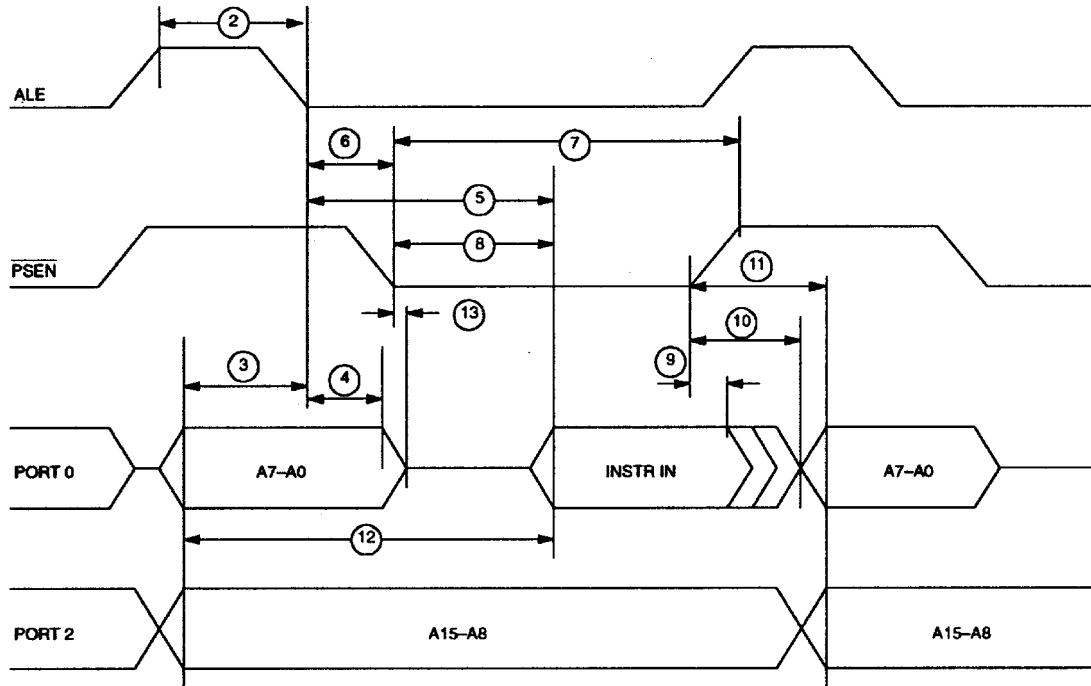 2
ALE
6
7
5
8
PSEN
11
13
10
9
3
4
PORT 0
A7–A0
INSTR IN
A7–A0
12
PORT 2
A15–A8
A15–A8